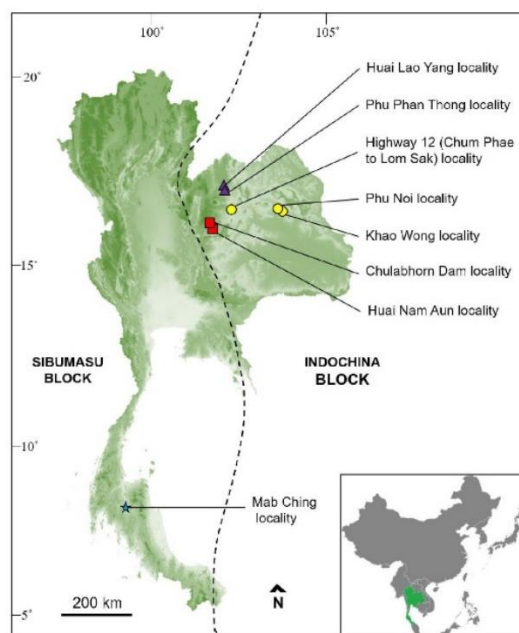 100°
105°
20°
Huai Lao Yang locality
Phu Phan Thong locality
Highway 12 (Chum Phae
to Lom Sak) locality
Phu Noi locality
Khao Wong locality
15°
Chulabhorn Dam locality
Huai Nam Aun locality
SIBUMASU
BLOCK
INDOCHINA
BLOCK
10°
Mab Ching
locality
200 km
N
5°